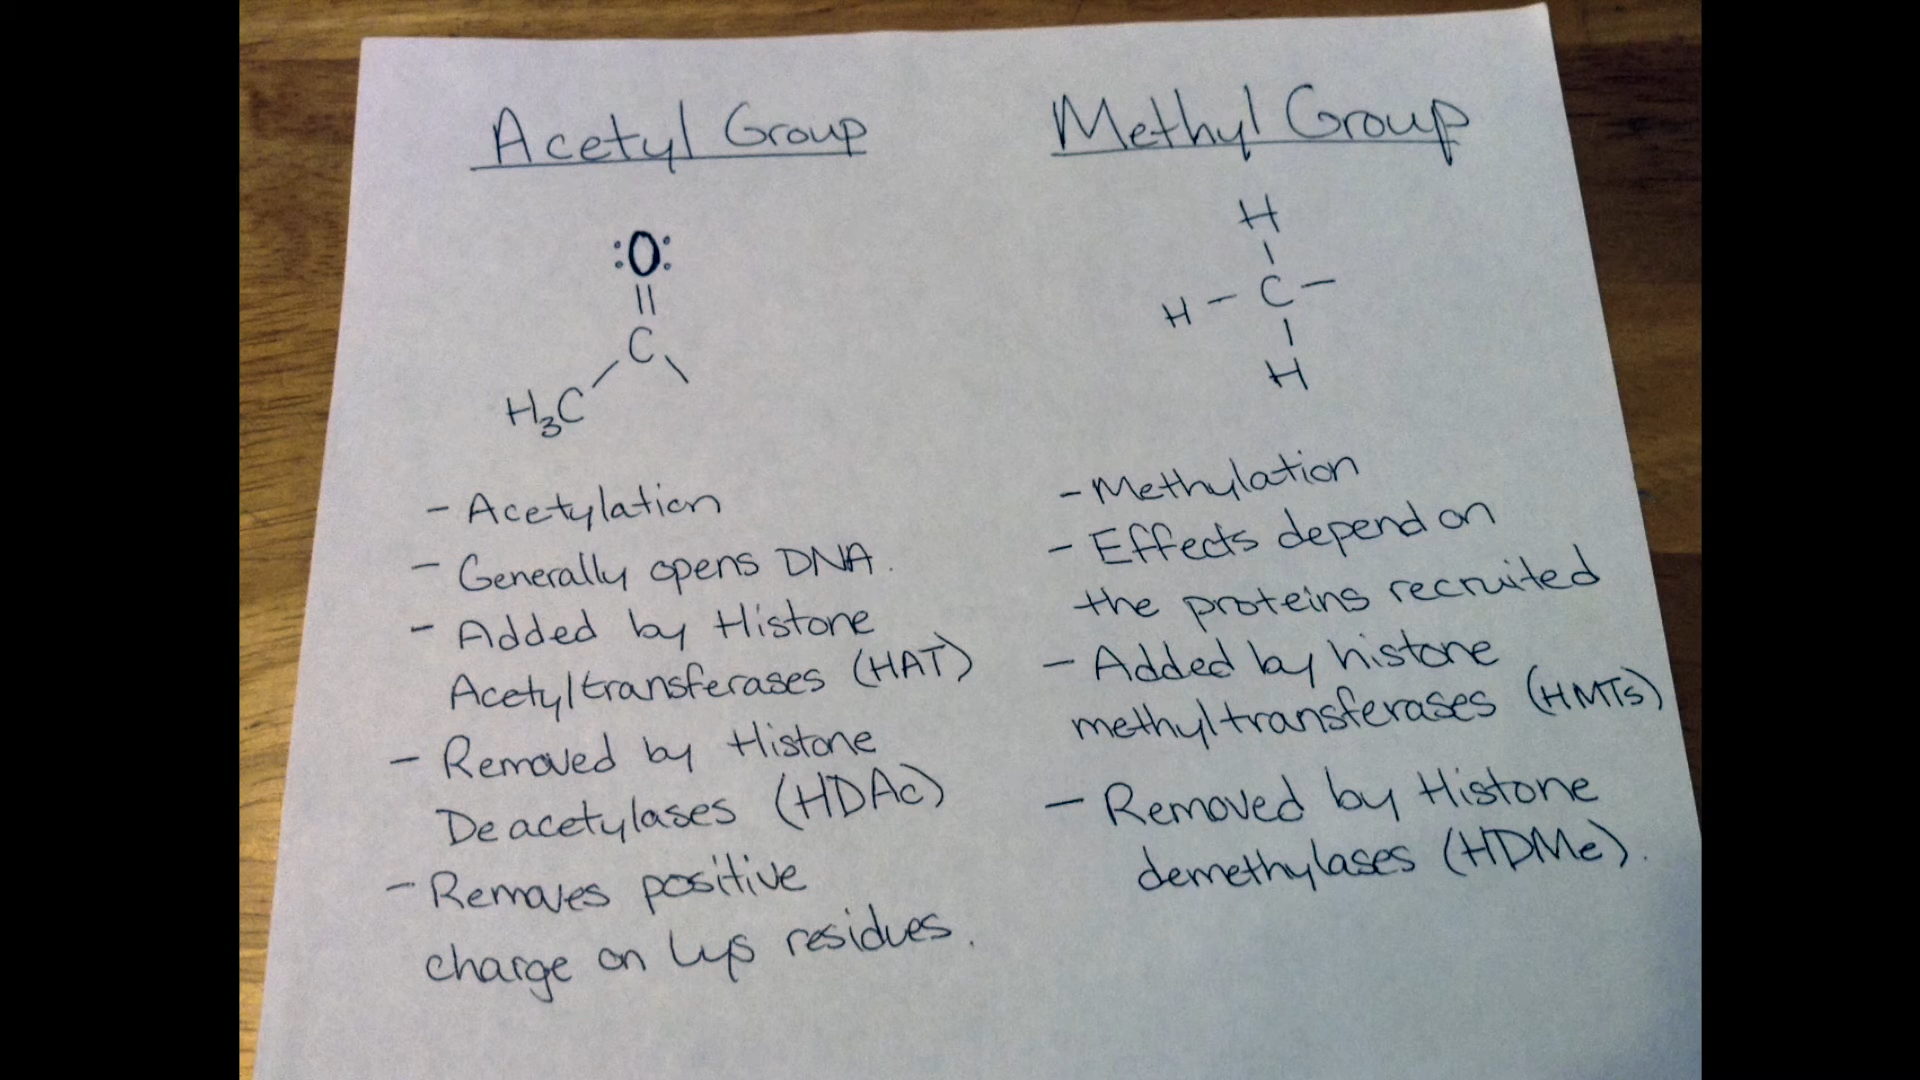 Acetyl Group
:O:
||
C
H₃C
- Acetylation
- Generally opens DNA.
- Added by Histone
Acetyltransferases (HAT)
- Removed by Histone
Deacetylases (HDAc)
- Removes positive
charge on Lys residues.
Methyl Group
H
H - C -
H
- Methylation
- Effects depend on
the proteins recruited
- Added by histone
methyltransferases (HMTs)
- Removed by Histone
demethylases (HDMe).